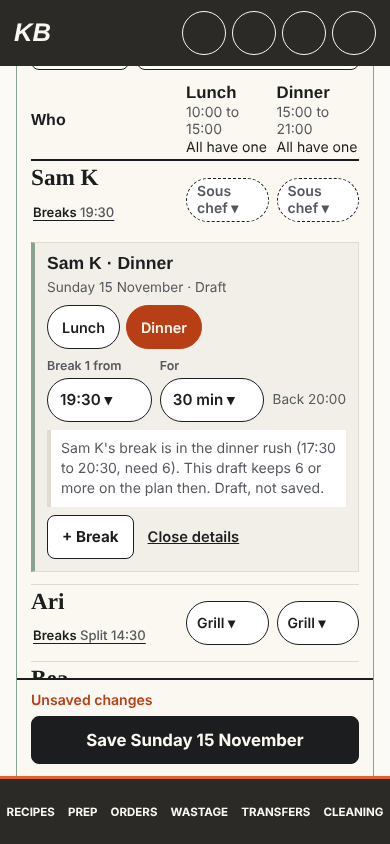 KB
Lunch Dinner
10:00 to 15:00 to
Who
15:00 21:00
All have one All have one
Sam K
Sous Sous
chef ▾ chef ▾
Breaks 19:30
Sam K · Dinner
Sunday 15 November · Draft
Lunch Dinner
Break 1 from For
19:30 ▾ 30 min ▾ Back 20:00
Sam K's break is in the dinner rush (17:30
to 20:30, need 6). This draft keeps 6 or
more on the plan then. Draft, not saved.
+ Break Close details
Ari
Grill ▾ Grill ▾
Breaks Split 14:30
Unsaved changes
Save Sunday 15 November
RECIPES PREP ORDERS WASTAGE TRANSFERS CLEANING